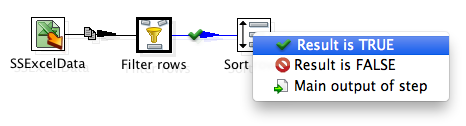 SSExcelData
Filter rows
Sort
Result is TRUE
Result is FALSE
Main output of step